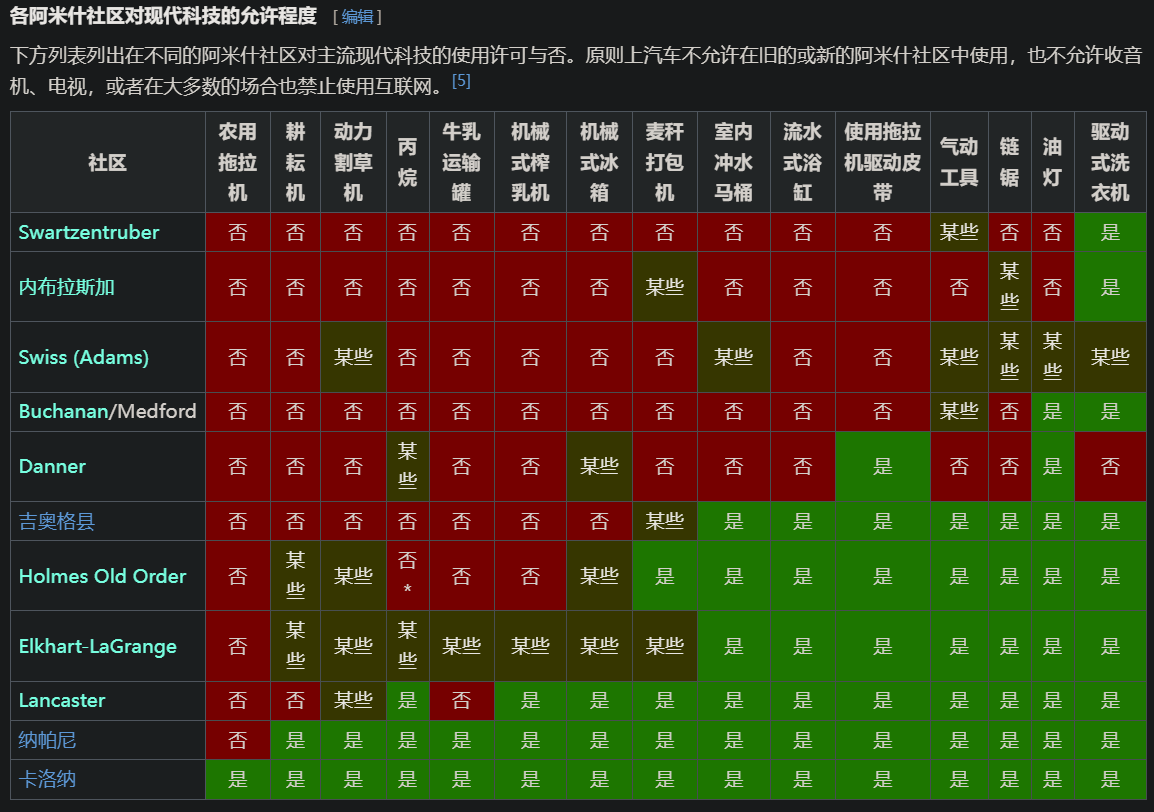 各阿米什社区对现代科技的允许程度 [编辑]
下方列表列出在不同的阿米什社区对主流现代科技的使用许可与否。原则上汽车不允许在旧的或新的阿米什社区中使用，也不允许收音
机、电视，或者在大多数的场合也禁止使用互联网。[5]
社区 农用拖拉机 耕耘机 动力割草机 丙烷 牛乳运输罐 机械式榨乳机 机械式冰箱 麦秆打包机 室内冲水马桶 流水式浴缸 使用拖拉机驱动皮带 气动工具 链锯 油灯 驱动式洗衣机
Swartzentruber 否 否 否 否 否 否 否 否 否 否 否 某些 否 否 是
内布拉斯加 否 否 否 否 否 否 否 某些 否 否 否 否 某些 否 是
Swiss (Adams) 否 否 某些 否 否 否 否 否 某些 否 否 某些 某些 某些 某些
Buchanan/Medford 否 否 否 否 否 否 否 否 否 否 否 某些 否 是 是
Danner 否 否 否 某些 否 否 某些 否 否 否 是 否 否 是 否
吉奥格县 否 否 否 否 否 否 否 某些 是 是 是 是 是 是 是
Holmes Old Order 否 某些 某些 否* 否 否 某些 是 是 是 是 是 是 是 是
Elkhart-LaGrange 否 某些 某些 某些 某些 某些 某些 某些 是 是 是 是 是 是 是
Lancaster 否 否 某些 是 否 是 是 是 是 是 是 是 是 是 是
纳帕尼 否 是 是 是 是 是 是 是 是 是 是 是 是 是 是
卡洛纳 是 是 是 是 是 是 是 是 是 是 是 是 是 是 是